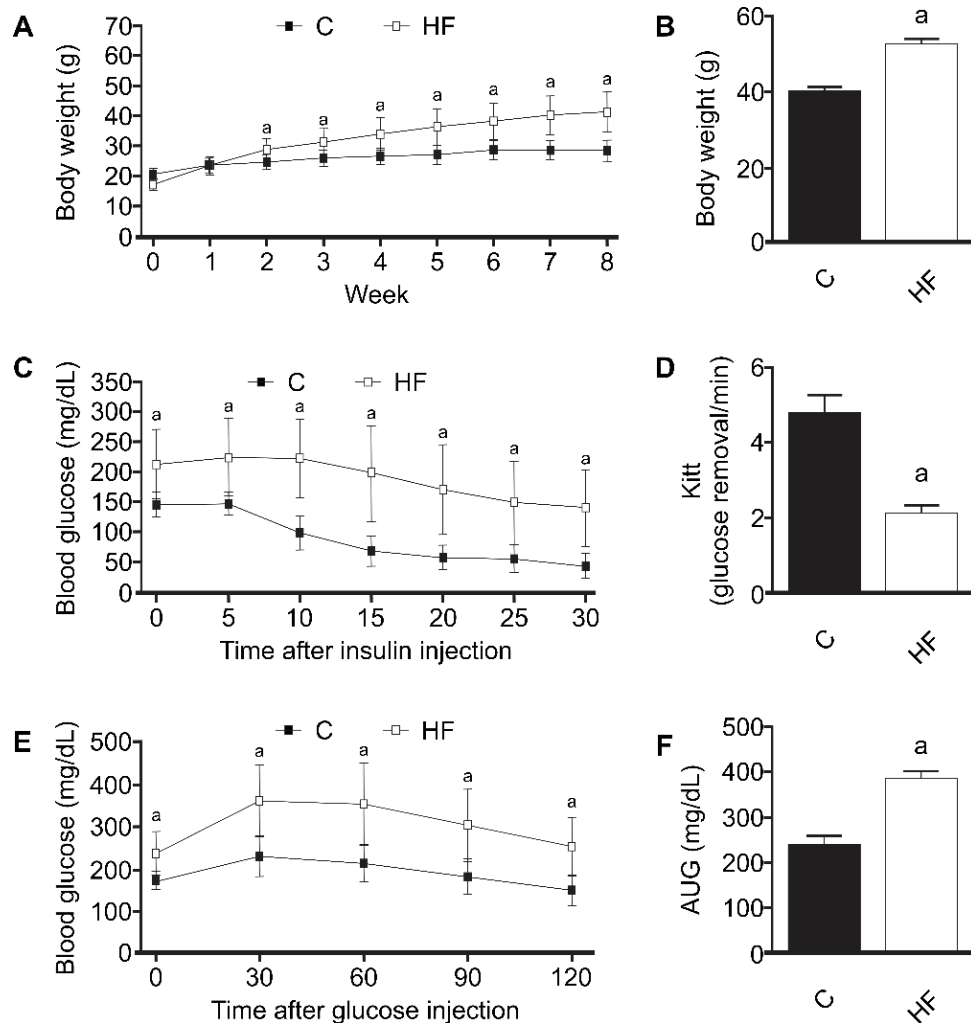 A
C
HF
Body weight (g)
70
60
50
40
30
20
10
0
a
a
a
a
a
a
a
0 1 2 3 4 5 6 7 8
Week
B
Body weight (g)
60
40
20
0
a
C
HF
C
C
HF
Blood glucose (mg/dL)
350
300
250
200
150
100
50
0
a
a
a
a
a
a
a
0 5 10 15 20 25 30
Time after insulin injection
D
Kitt
(glucose removal/min)
6
4
2
0
a
C
HF
E
C
HF
Blood glucose (mg/dL)
500
400
300
200
100
0
a
a
a
a
a
0 30 60 90 120
Time after glucose injection
F
AUG (mg/dL)
500
400
300
200
100
0
a
C
HF